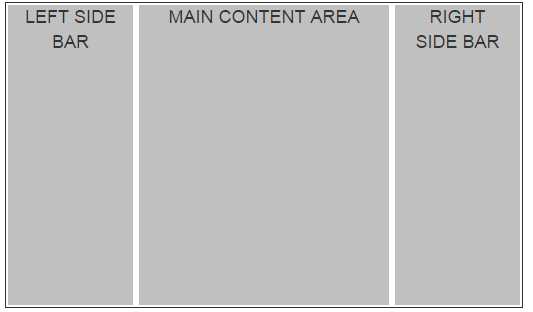 LEFT SIDE
BAR
MAIN CONTENT AREA
RIGHT
SIDE BAR